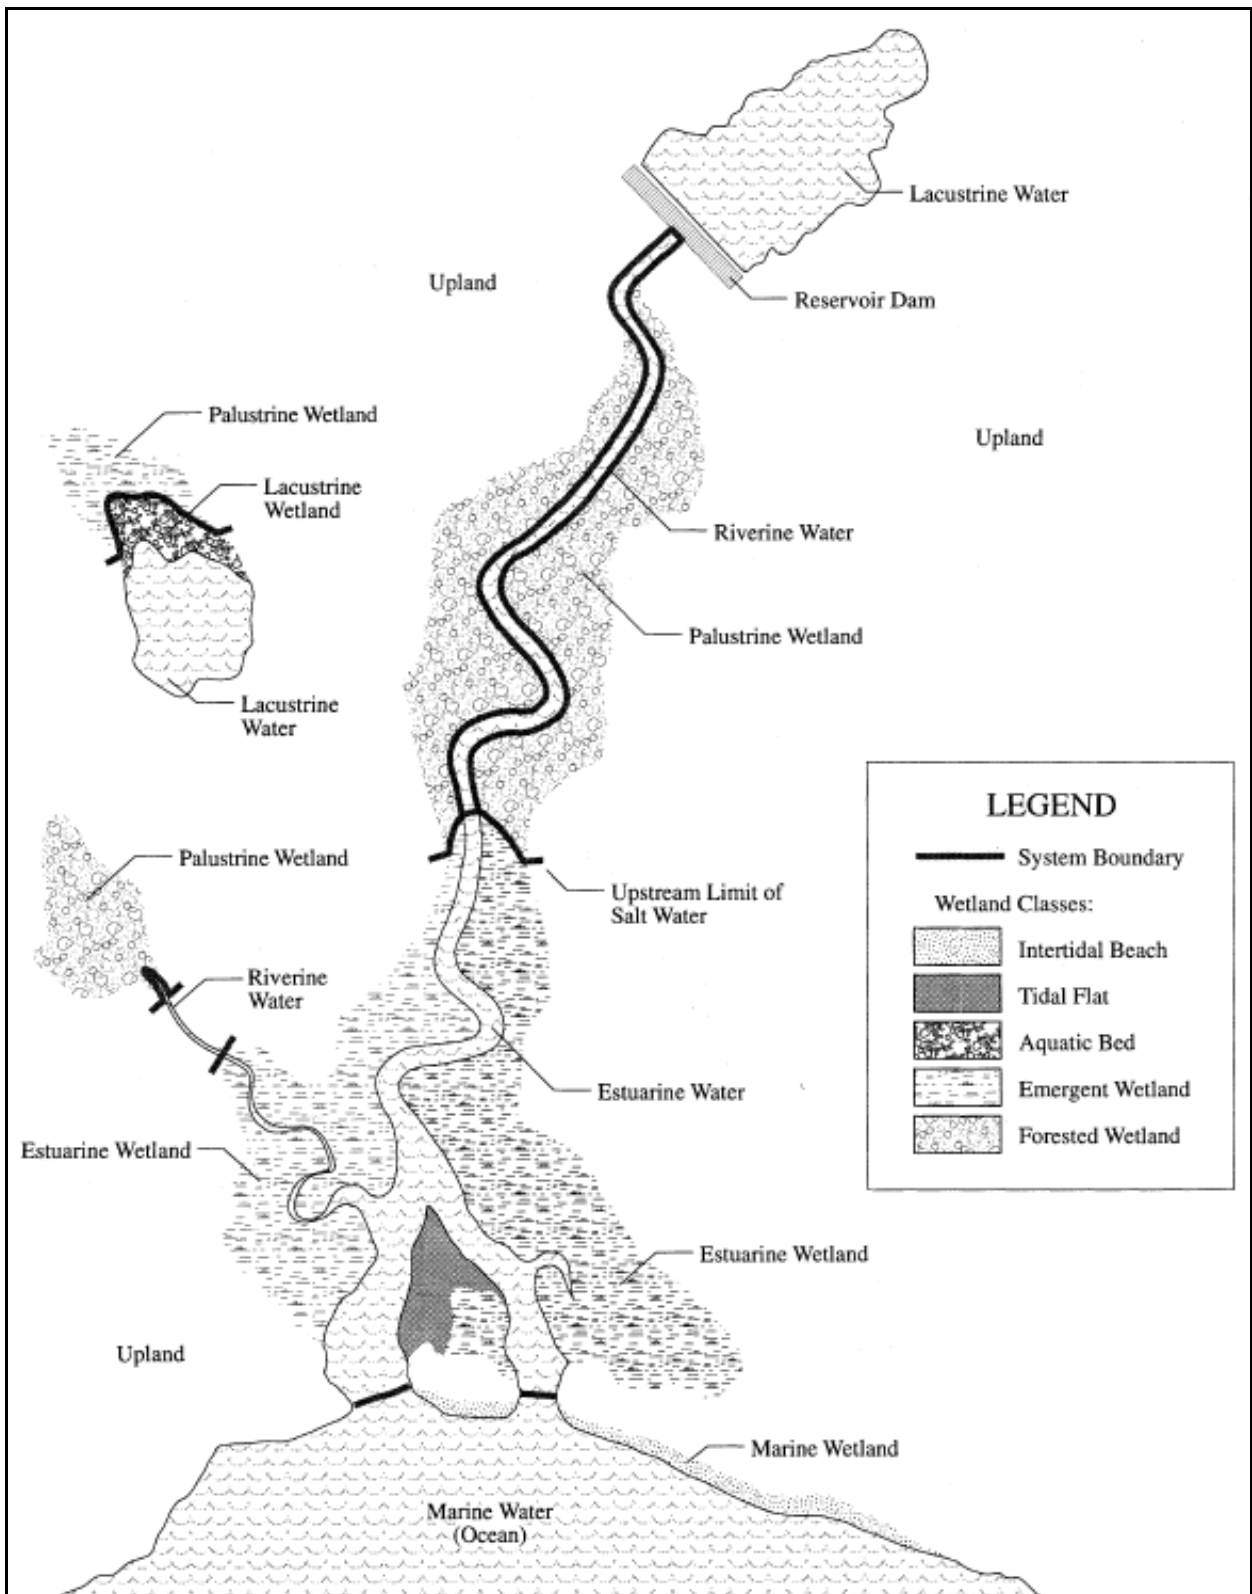 Lacustrine Water
Upland
Reservoir Dam
Palustrine Wetland
Upland
Lacustrine
Wetland
Riverine Water
Palustrine Wetland
Lacustrine
Water
LEGEND
System Boundary
Wetland Classes:
Intertidal Beach
Tidal Flat
Aquatic Bed
Emergent Wetland
Forested Wetland
Palustrine Wetland
Upstream Limit of
Salt Water
Riverine
Water
Estuarine Water
Estuarine Wetland
Estuarine Wetland
Upland
Marine Wetland
Marine Water
(Ocean)